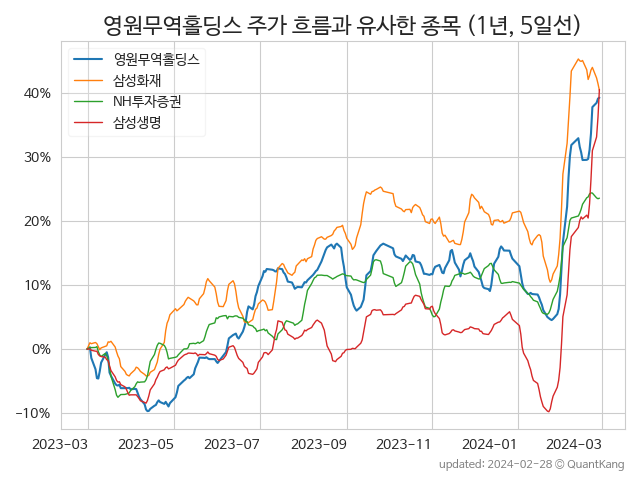 영원무역홀딩스 주가 흐름과 유사한 종목 (1년, 5일선)
영원무역홀딩스
삼성화재
NH투자증권
삼성생명
40%
30%
20%
10%
0%
−10%
2023-03 2023-05 2023-07 2023-09 2023-11 2024-01 2024-03
updated: 2024-02-28 ⓒ QuantKang